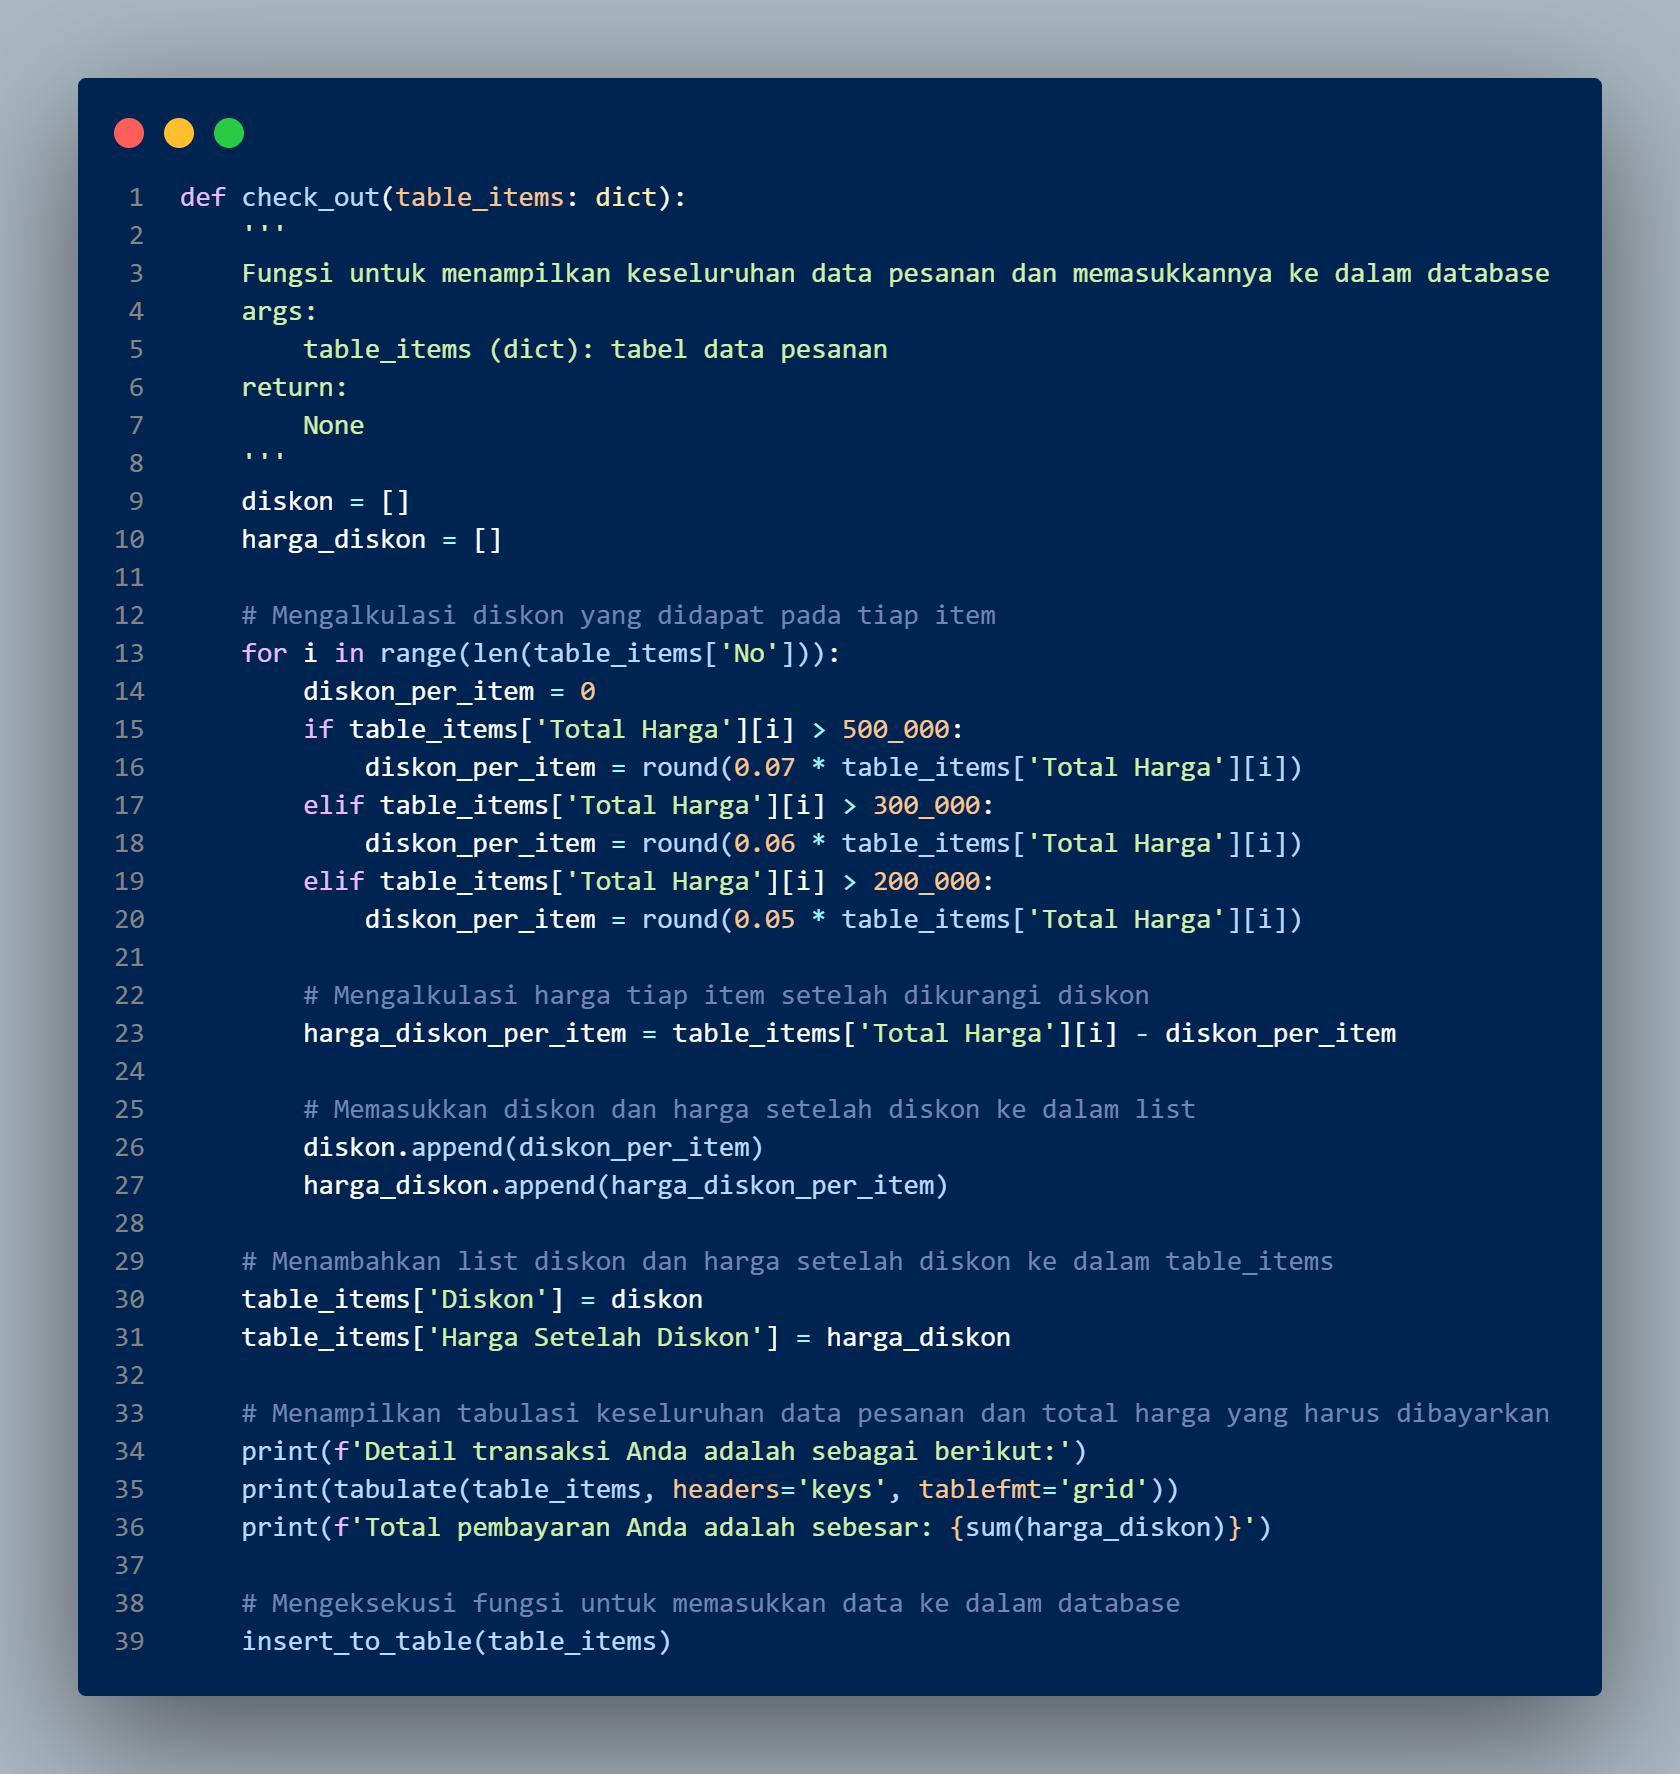 1 def check_out(table_items: dict):
2     '''
3     Fungsi untuk menampilkan keseluruhan data pesanan dan memasukkannya ke dalam database
4     args:
5         table_items (dict): tabel data pesanan
6     return:
7         None
8     '''
9     diskon = []
10     harga_diskon = []
11
12     # Mengalkulasi diskon yang didapat pada tiap item
13     for i in range(len(table_items['No'])):
14         diskon_per_item = 0
15         if table_items['Total Harga'][i] > 500_000:
16             diskon_per_item = round(0.07 * table_items['Total Harga'][i])
17         elif table_items['Total Harga'][i] > 300_000:
18             diskon_per_item = round(0.06 * table_items['Total Harga'][i])
19         elif table_items['Total Harga'][i] > 200_000:
20             diskon_per_item = round(0.05 * table_items['Total Harga'][i])
21
22         # Mengalkulasi harga tiap item setelah dikurangi diskon
23         harga_diskon_per_item = table_items['Total Harga'][i] - diskon_per_item
24
25         # Memasukkan diskon dan harga setelah diskon ke dalam list
26         diskon.append(diskon_per_item)
27         harga_diskon.append(harga_diskon_per_item)
28
29     # Menambahkan list diskon dan harga setelah diskon ke dalam table_items
30     table_items['Diskon'] = diskon
31     table_items['Harga Setelah Diskon'] = harga_diskon
32
33     # Menampilkan tabulasi keseluruhan data pesanan dan total harga yang harus dibayarkan
34     print(f'Detail transaksi Anda adalah sebagai berikut:')
35     print(tabulate(table_items, headers='keys', tablefmt='grid'))
36     print(f'Total pembayaran Anda adalah sebesar: {sum(harga_diskon)}')
37
38     # Mengeksekusi fungsi untuk memasukkan data ke dalam database
39     insert_to_table(table_items)